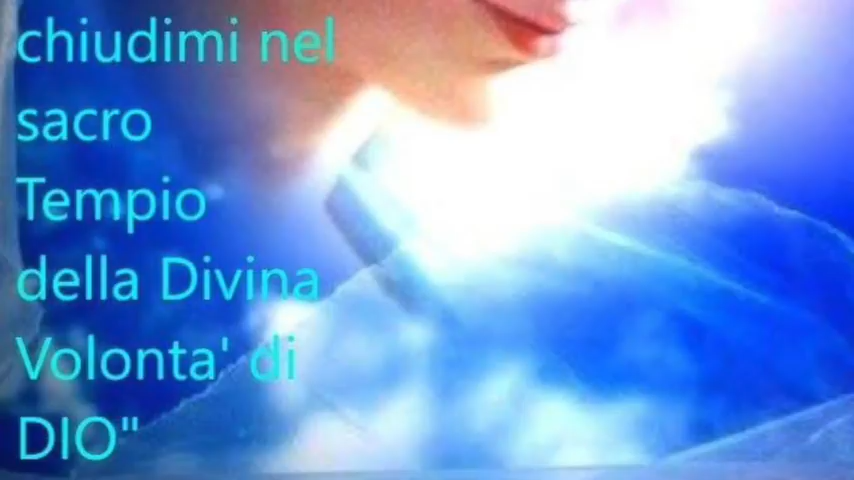 chiudimi nel
sacro
Tempio
della Divina
Volonta' di
DIO"